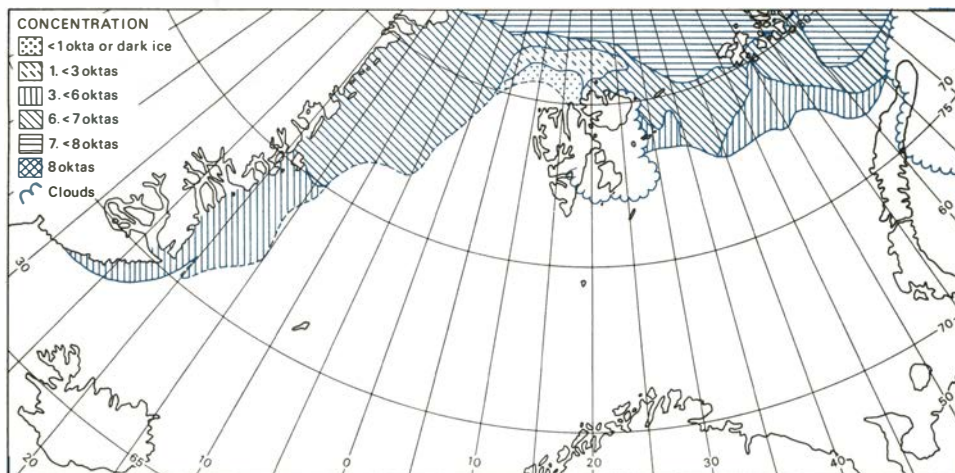 CONCENTRATION
<1 okta or dark ice
1. <3 oktas
3. <6 oktas
6. <7 oktas
7. <8 oktas
8 oktas
Clouds
80
70
75
60
30
70
50
20
65
10
0
10
20
30
40